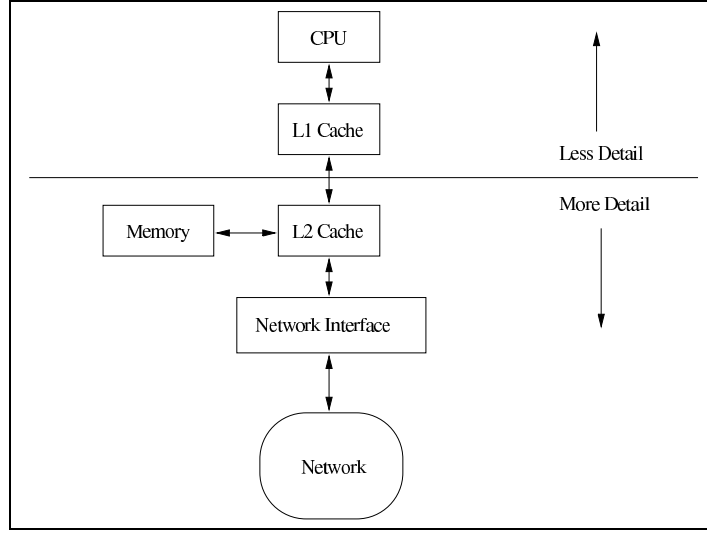 CPU
L1 Cache
Less Detail
More Detail
Memory
L2 Cache
Network Interface
Network